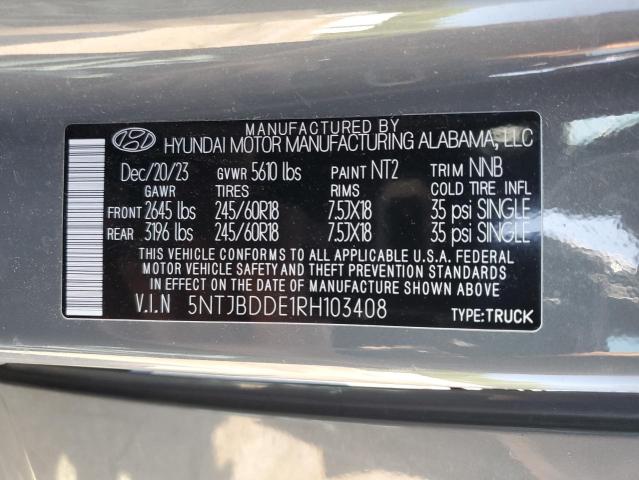 MANUFACTURED BY
HYUNDAI MOTOR MANUFACTURING ALABAMA, LLC
Dec/20/23 GVWR 5610 lbs PAINT NT2 TRIM NNB
GAWR TIRES RIMS COLD TIRE INFL
FRONT 2645 lbs 245/60R18 7.5JX18 35 psi SINGLE
REAR 3196 lbs 245/60R18 7.5JX18 35 psi SINGLE
THIS VEHICLE CONFORMS TO ALL APPLICABLE U.S.A. FEDERAL
MOTOR VEHICLE SAFETY AND THEFT PREVENTION STANDARDS
IN EFFECT ON THE DATE OF MANUFACTURE SHOWN ABOVE.
V.I.N 5NTJBDDE1RH103408 TYPE:TRUCK